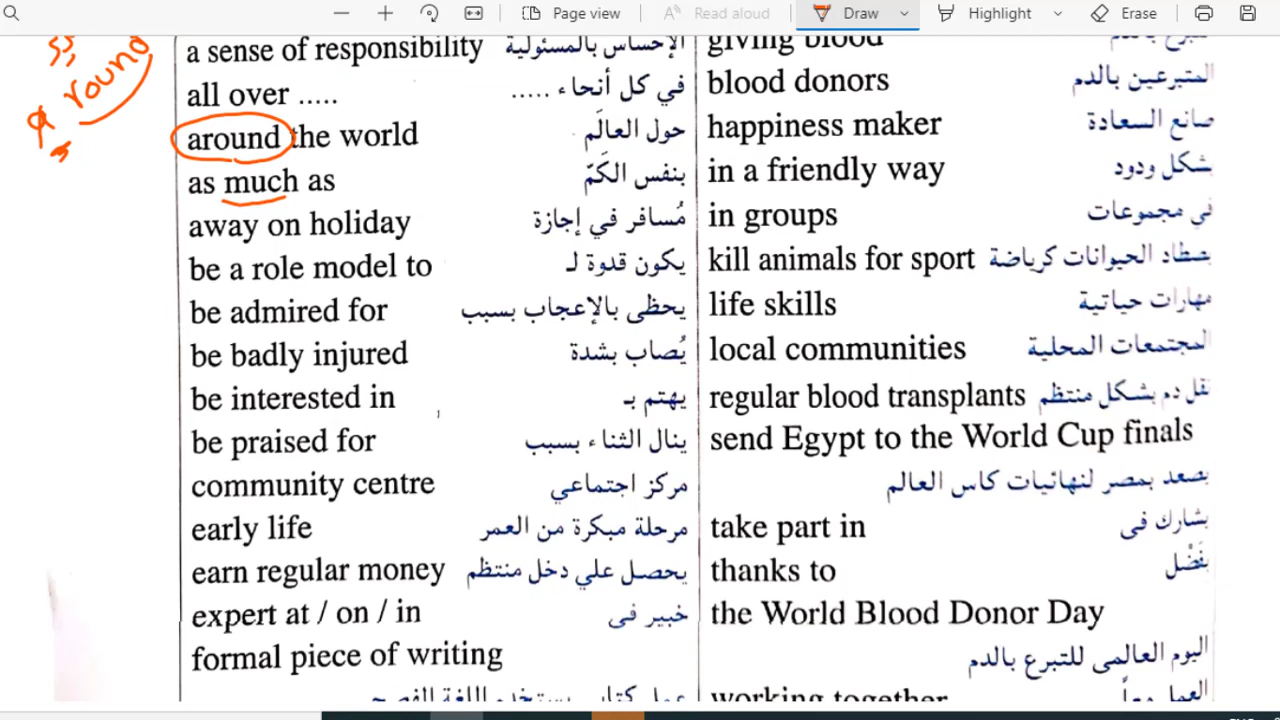 Page view
Read aloud
Draw
Highlight
Erase
round
a sense of responsibility الإحساس بالمسئولية
all over ..... في كل أنحاء .....
around the world حول العالَم
as much as بنفس الكَمّ
away on holiday مُسافر في إجازة
be a role model to يكون قدوة لـ
be admired for يحظى بالإعجاب بسبب
be badly injured يُصاب بشدة
be interested in يهتم بـ
be praised for ينال الثناء بسبب
community centre مركز اجتماعي
early life مرحلة مبكرة من العمر
earn regular money يحصل علي دخل منتظم
expert at / on / in خبير فى
formal piece of writing
giving blood
blood donors المتبرعين بالدم
happiness maker صانع السعادة
in a friendly way بشكل ودود
in groups في مجموعات
kill animals for sport يصطاد الحيوانات كرياضة
life skills مهارات حياتية
local communities المجتمعات المحلية
regular blood transplants نقل دم بشكل منتظم
send Egypt to the World Cup finals
يصعد بمصر لنهائيات كاس العالم
take part in يشارك فى
thanks to بفَضْل
the World Blood Donor Day
اليوم العالمى للتبرع بالدم
working together العمل معاً